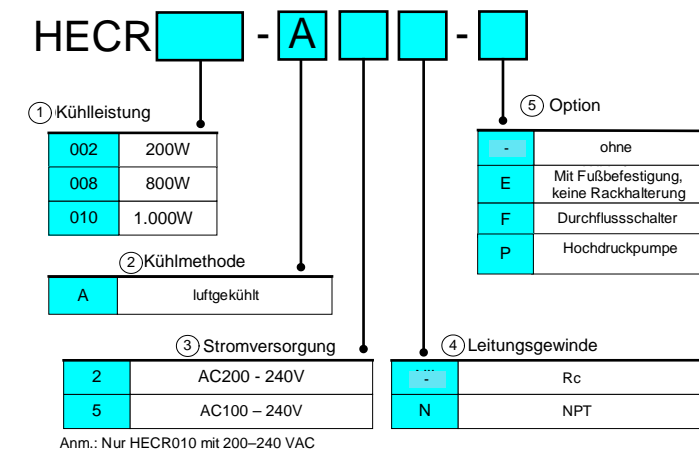 HECR - A -
① Kühlleistung
002 200W
008 800W
010 1.000W
② Kühlmethode
A luftgekühlt
③ Stromversorgung
2 AC200 - 240V
5 AC100 – 240V
Anm.: Nur HECR010 mit 200–240 VAC
④ Leitungsgewinde
- Rc
N NPT
⑤ Option
- ohne
E Mit Fußbefestigung,
keine Rackhalterung
F Durchflussschalter
P Hochdruckpumpe